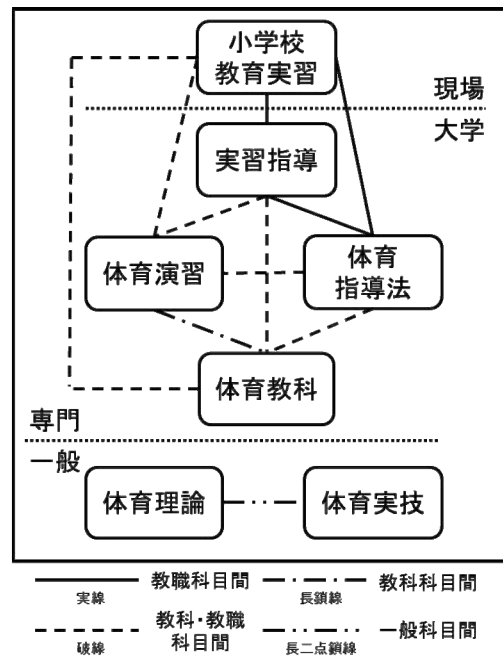 小学校
教育実習
現場
大学
実習指導
体育演習
体育
指導法
体育教科
専門
一般
体育理論
体育実技
実線
教職科目間
長鎖線
教科科目間
破線
教科・教職
科目間
長二点鎖線
一般科目間